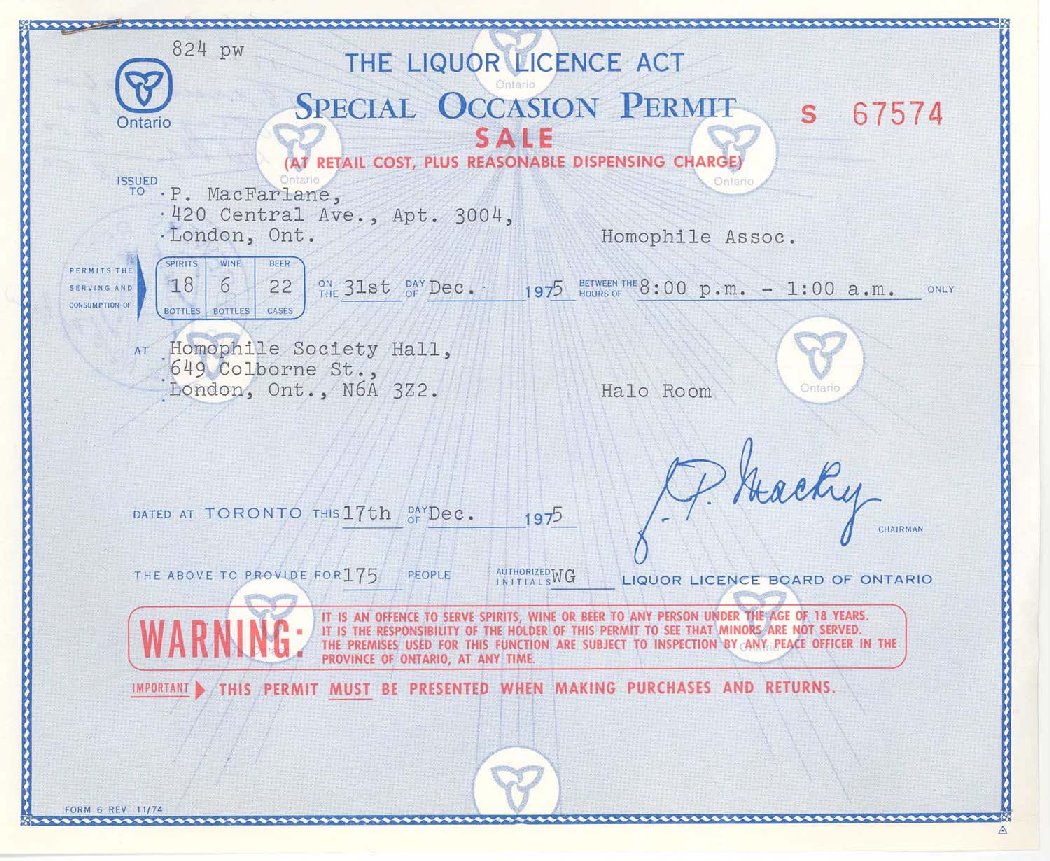 824 pw
Ontario
THE LIQUOR LICENCE ACT
Ontario
SPECIAL OCCASION PERMIT
S 67574
SALE
(AT RETAIL COST, PLUS REASONABLE DISPENSING CHARGE)
Ontario
Ontario
ISSUED TO P. MacFarlane,
420 Central Ave., Apt. 3004,
London, Ont.
Homophile Assoc.
PERMITS THE SERVING AND CONSUMPTION OF
SPIRITS WINE BEER
18 6 22
BOTTLES BOTTLES CASES
ON THE 31st DAY OF Dec. 1975 BETWEEN THE HOURS OF 8:00 p.m. - 1:00 a.m. ONLY
AT Homophile Society Hall,
649 Colborne St.,
London, Ont., N6A 3Z2.
Halo Room
Ontario
DATED AT TORONTO THIS 17th DAY OF Dec. 1975
CHAIRMAN
THE ABOVE TO PROVIDE FOR 175 PEOPLE AUTHORIZED INITIALS WG LIQUOR LICENCE BOARD OF ONTARIO
WARNING:
IT IS AN OFFENCE TO SERVE SPIRITS, WINE OR BEER TO ANY PERSON UNDER THE AGE OF 18 YEARS.
IT IS THE RESPONSIBILITY OF THE HOLDER OF THIS PERMIT TO SEE THAT MINORS ARE NOT SERVED.
THE PREMISES USED FOR THIS FUNCTION ARE SUBJECT TO INSPECTION BY ANY PEACE OFFICER IN THE
PROVINCE OF ONTARIO, AT ANY TIME.
IMPORTANT THIS PERMIT MUST BE PRESENTED WHEN MAKING PURCHASES AND RETURNS.
FORM 6 REV 11/74